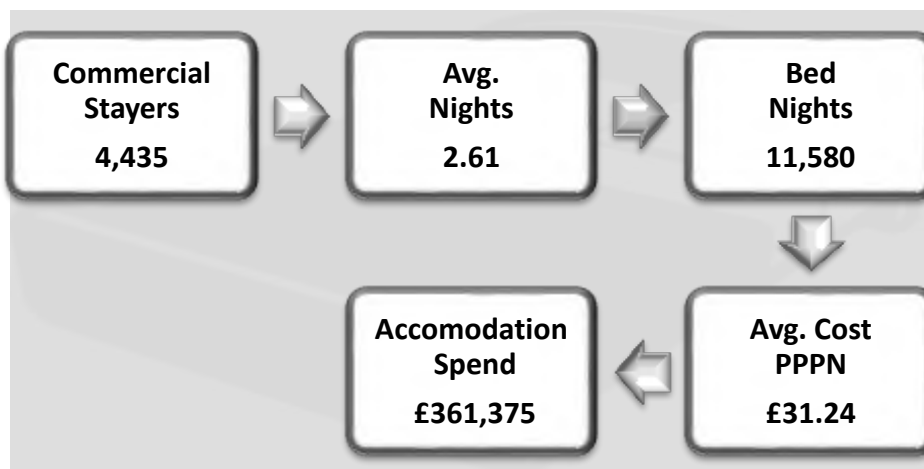 Commercial
Stayers
4,435
Avg.
Nights
2.61
Bed
Nights
11,580
Avg. Cost
PPPN
£31.24
Accomodation
Spend
£361,375